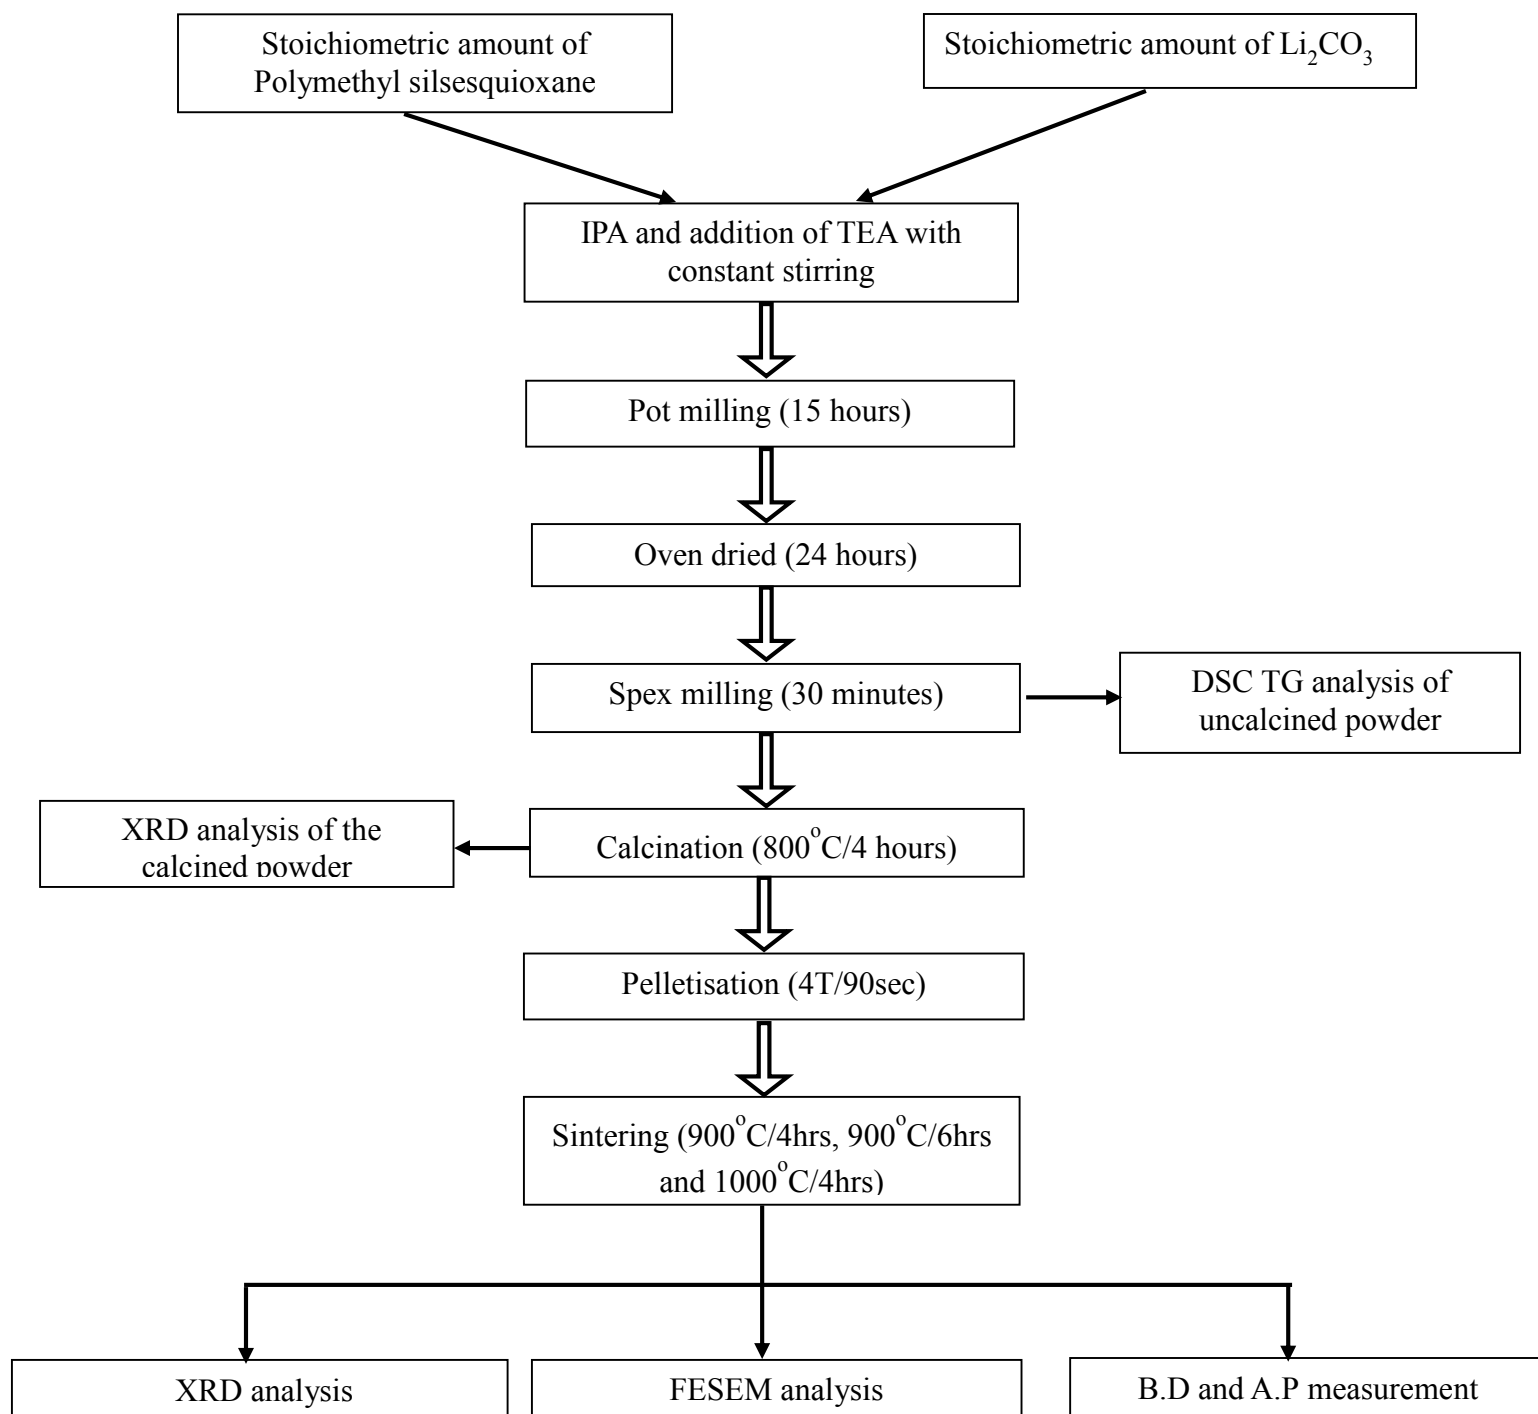 Stoichiometric amount of
Polymethyl silsesquioxane
Stoichiometric amount of Li₂CO₃
IPA and addition of TEA with
constant stirring
Pot milling (15 hours)
Oven dried (24 hours)
Spex milling (30 minutes)
DSC TG analysis of
uncalcined powder
XRD analysis of the
calcined powder
Calcination (800°C/4 hours)
Pelletisation (4T/90sec)
Sintering (900°C/4hrs, 900°C/6hrs
and 1000°C/4hrs)
XRD analysis
FESEM analysis
B.D and A.P measurement